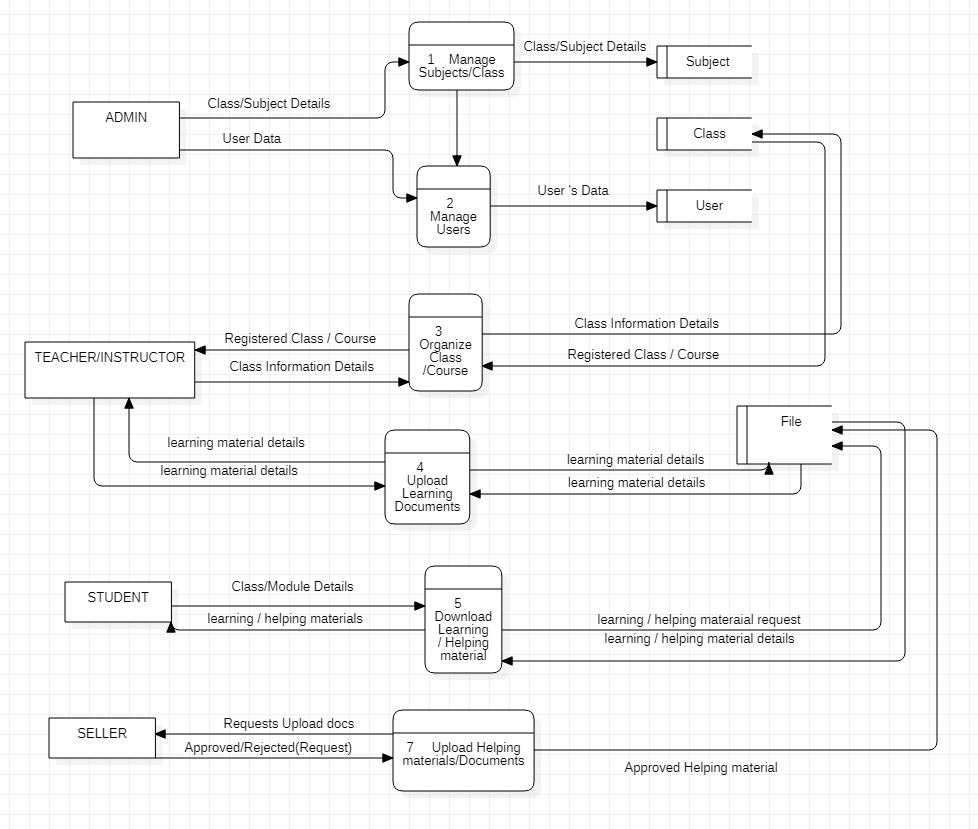 Class/Subject Details
1 Manage
Subjects/Class
Subject
Class/Subject Details
ADMIN
User Data
Class
2
Manage
Users
User 's Data
User
3
Organize
Class
/Course
Class Information Details
Registered Class / Course
Registered Class / Course
TEACHER/INSTRUCTOR
Class Information Details
File
learning material details
learning material details
4
Upload
Learning
Documents
learning material details
learning material details
Class/Module Details
STUDENT
learning / helping materials
5
Download
Learning
/ Helping
material
learning / helping materaial request
learning / helping material details
Requests Upload docs
SELLER
Approved/Rejected(Request)
7 Upload Helping
materials/Documents
Approved Helping material